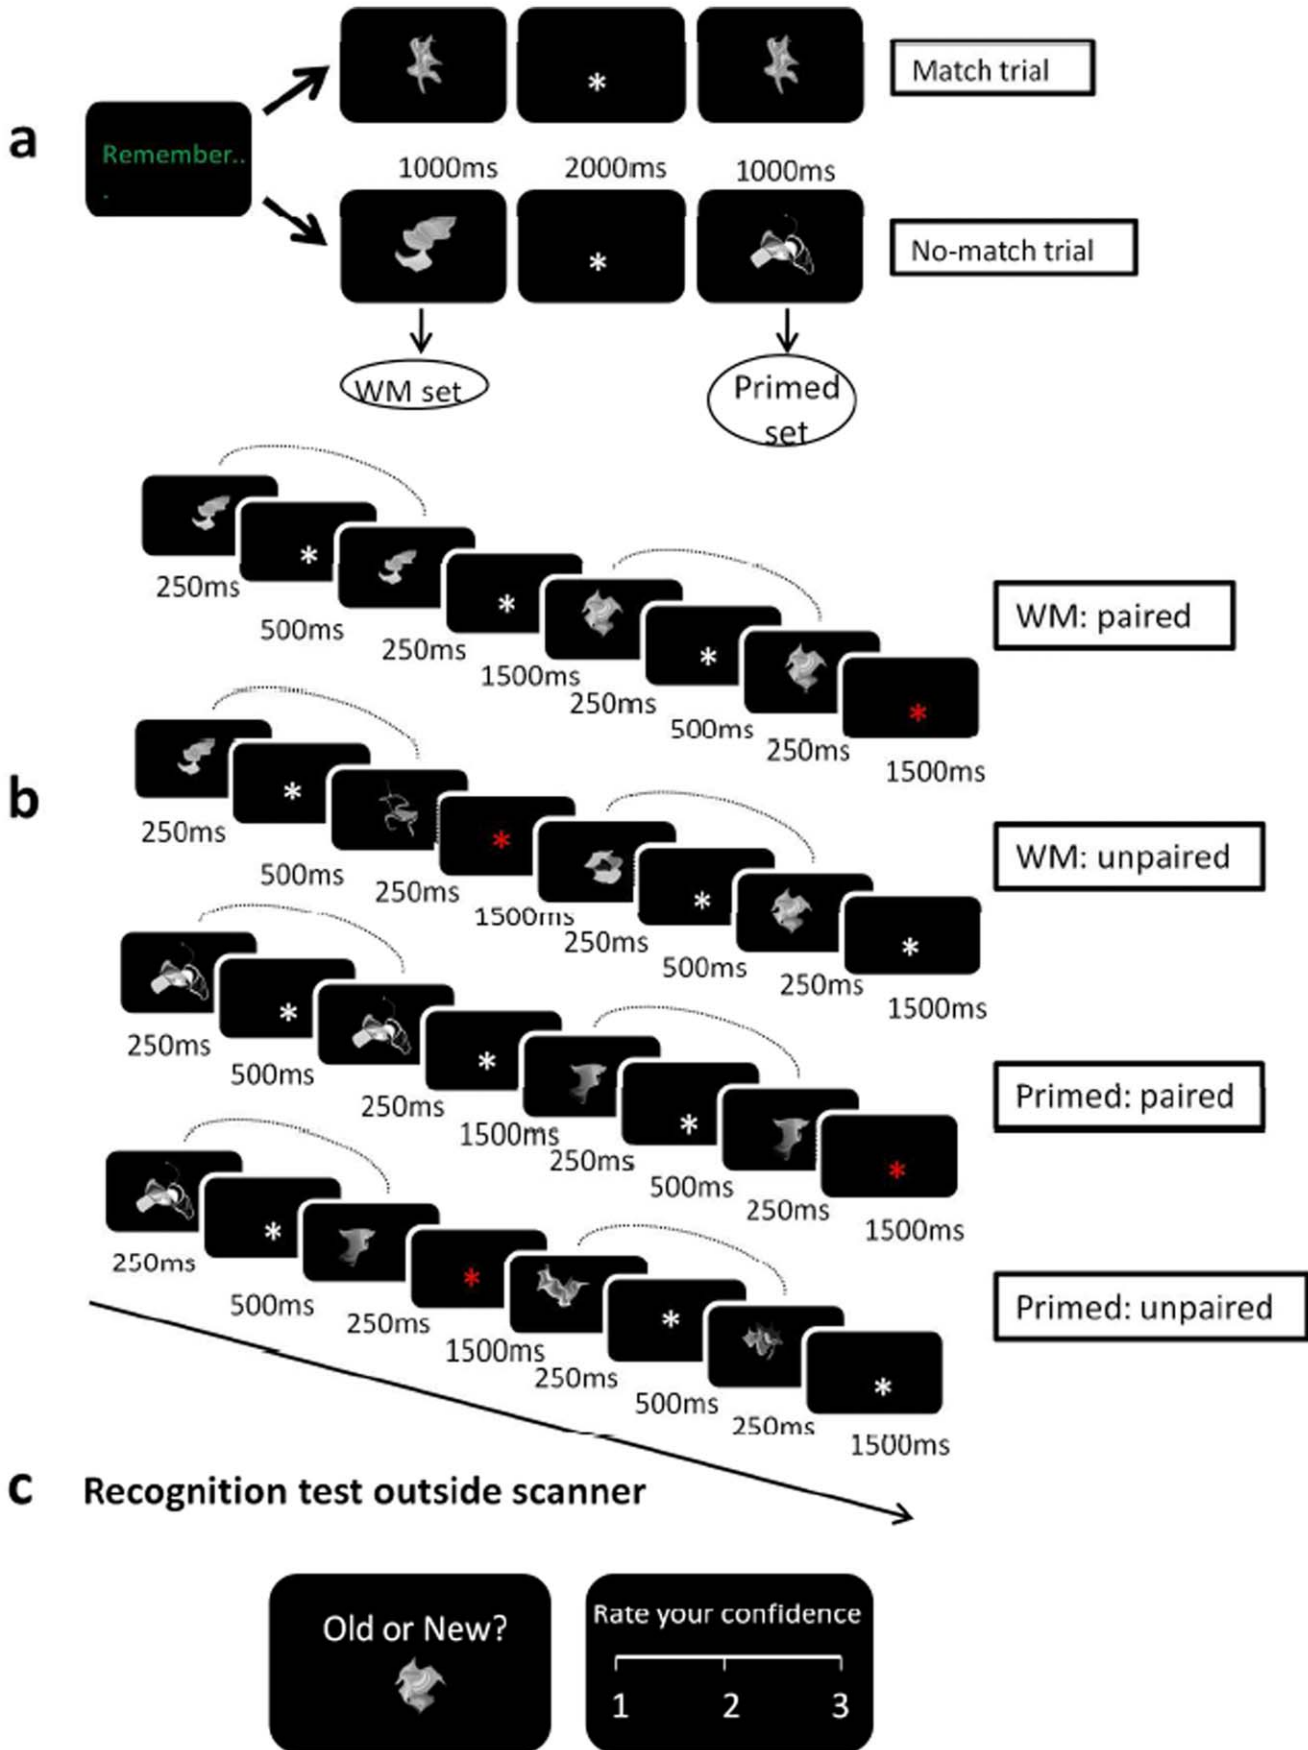 a
Remember..
.
Match trial
1000ms 2000ms 1000ms
No-match trial
WM set
Primed
set
b
250ms
500ms
250ms
1500ms
250ms
500ms
250ms
1500ms
WM: paired
250ms
500ms
250ms
1500ms
250ms
500ms
250ms
1500ms
WM: unpaired
250ms
500ms
250ms
1500ms
250ms
500ms
250ms
1500ms
Primed: paired
250ms
500ms
250ms
1500ms
250ms
500ms
250ms
1500ms
Primed: unpaired
c Recognition test outside scanner
Old or New?
Rate your confidence
1 2 3